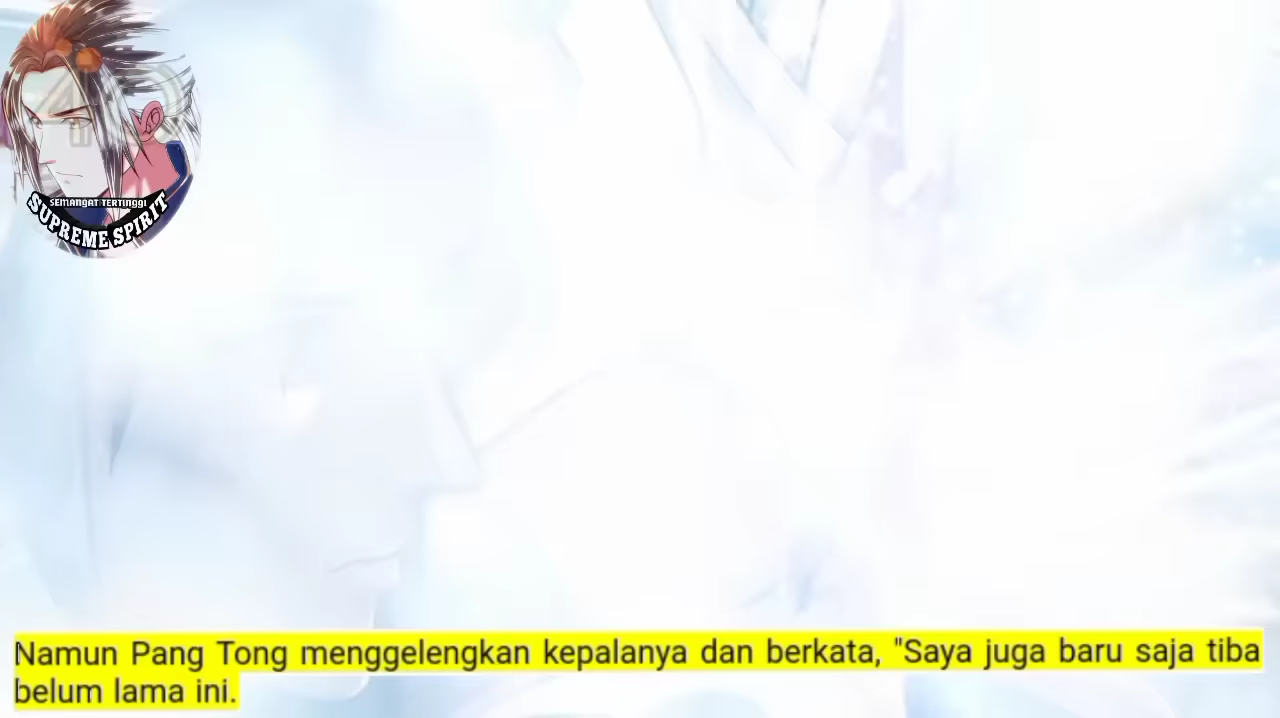 SEMANGAT TERTINGGI
SUPREME SPIRIT
Namun Pang Tong menggelengkan kepalanya dan berkata, "Saya juga baru saja tiba
belum lama ini.